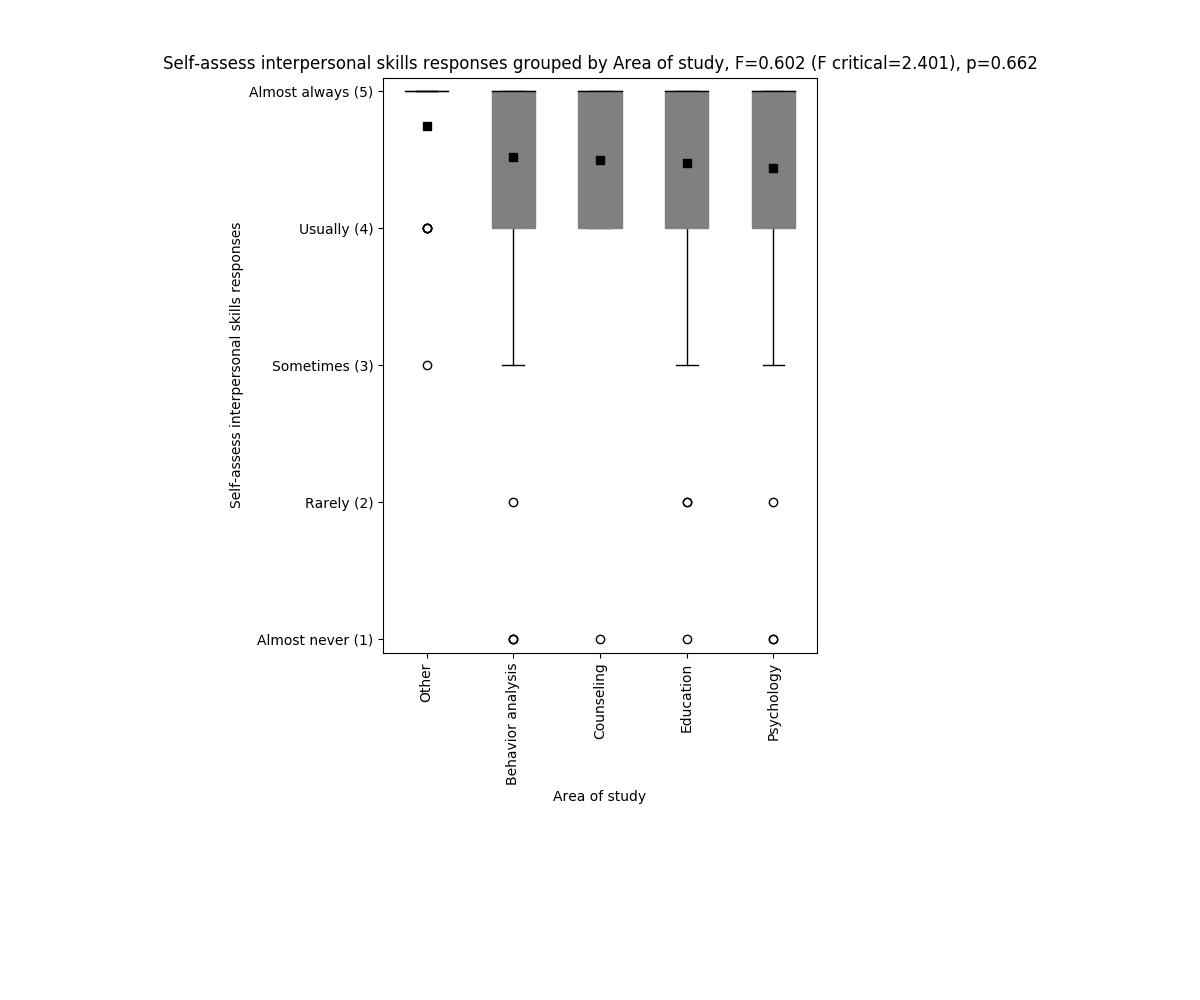 Self-assess interpersonal skills responses grouped by Area of study, F=0.602 (F critical=2.401), p=0.662
Almost always (5)
Usually (4)
Sometimes (3)
Rarely (2)
Almost never (1)
Self-assess interpersonal skills responses
Other
Behavior analysis
Counseling
Education
Psychology
Area of study